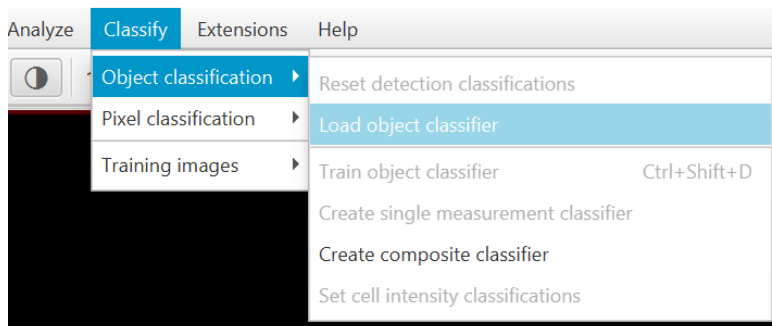 Analyze Classify Extensions Help
Object classification
Reset detection classifications
Pixel classification
Load object classifier
Training images
Train object classifier Ctrl+Shift+D
Create single measurement classifier
Create composite classifier
Set cell intensity classifications